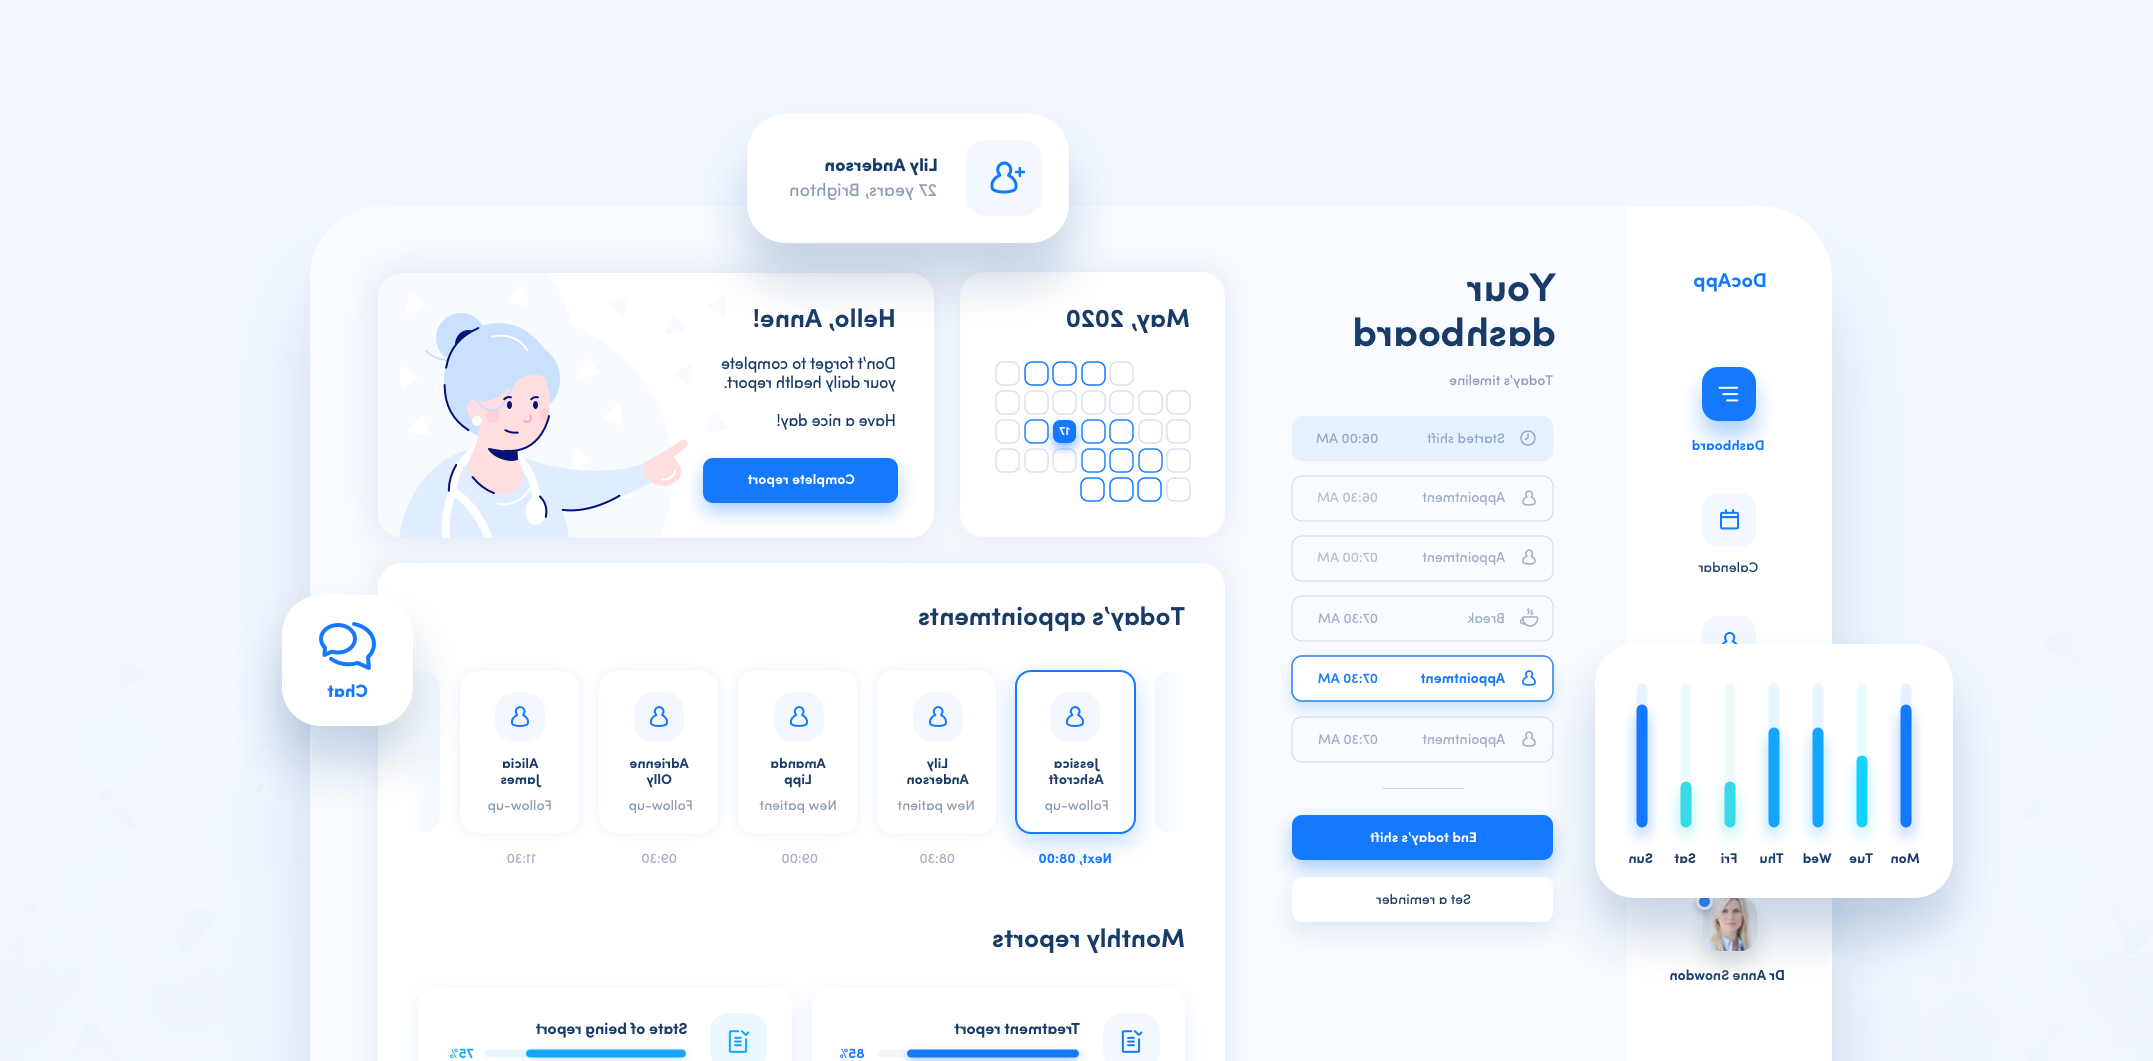 Lily Anderson
27 years, Brighton
DocApp
Dashboard
Calendar
Mon Tue Wed Thu Fri Sat Sun
Dr Anne Snowdon
Your
dashboard
Today's timeline
Started shift 06:00 AM
Appointment 06:30 AM
Appointment 07:00 AM
Break 07:30 AM
Appointment 07:30 AM
Appointment 07:30 AM
End today's shift
Set a reminder
May, 2020
17
Hello, Anne!
Don't forget to complete
your daily health report.
Have a nice day!
Complete report
Chat
Today's appointments
Jessica
Ashcroft
Follow-up
Next, 08:00
Lily
Anderson
New patient
08:30
Amanda
Lipp
New patient
09:00
Adrienne
Olly
Follow-up
09:30
Alicia
James
Follow-up
11:30
Monthly reports
Treatment report
85%
State of being report
75%